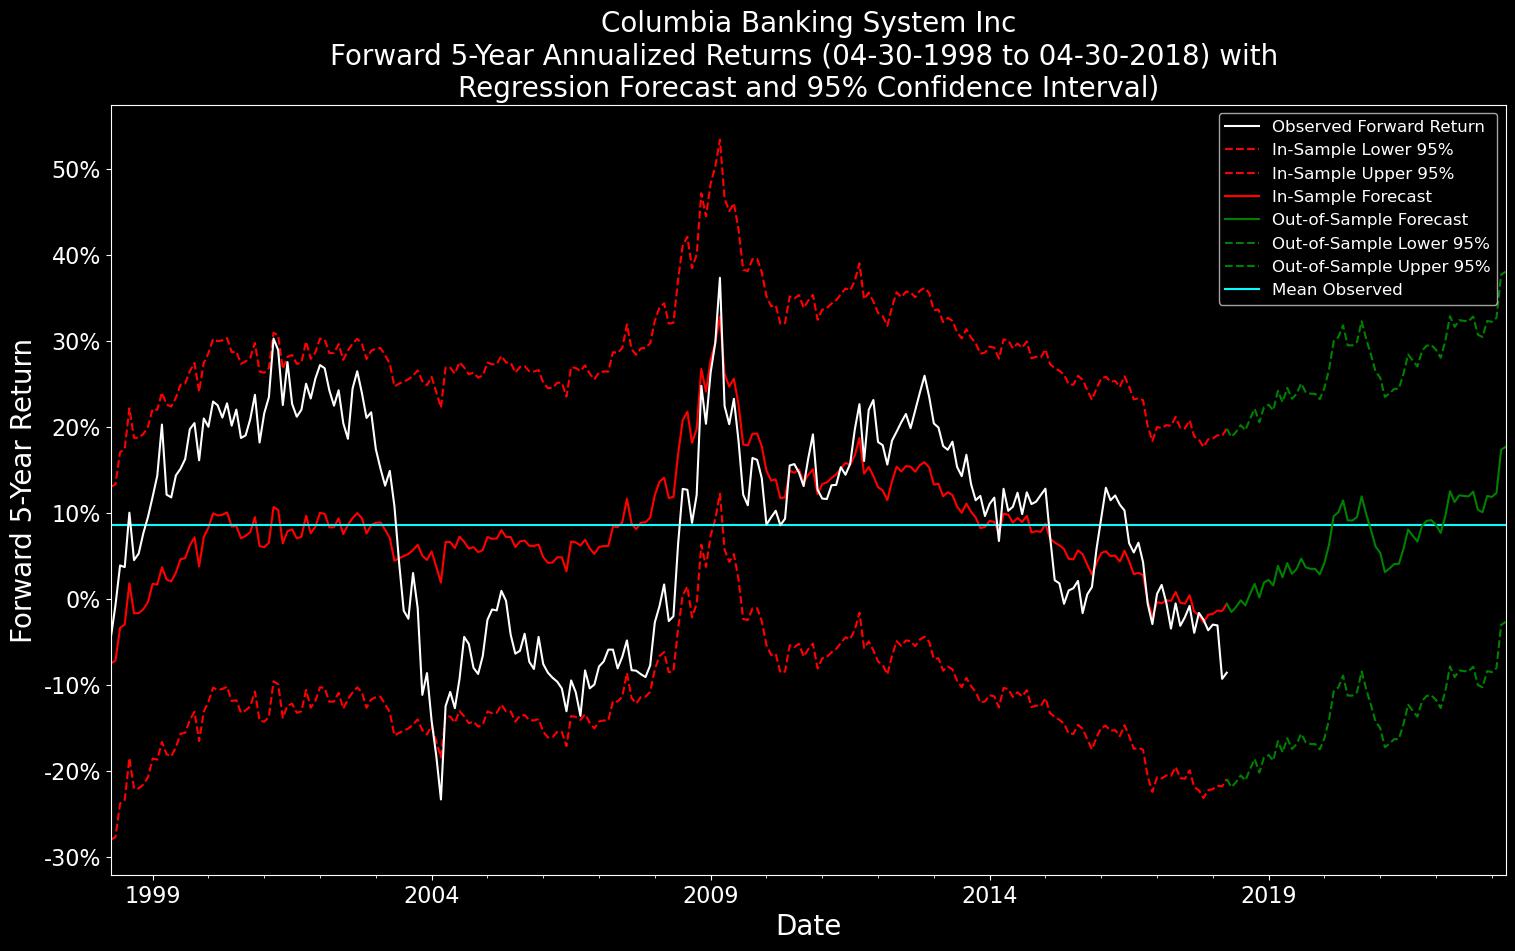 Columbia Banking System Inc
Forward 5-Year Annualized Returns (04-30-1998 to 04-30-2018) with
Regression Forecast and 95% Confidence Interval)
Observed Forward Return
In-Sample Lower 95%
In-Sample Upper 95%
In-Sample Forecast
Out-of-Sample Forecast
Out-of-Sample Lower 95%
Out-of-Sample Upper 95%
Mean Observed
Forward 5-Year Return
50%
40%
30%
20%
10%
0%
-10%
-20%
-30%
1999 2004 2009 2014 2019
Date